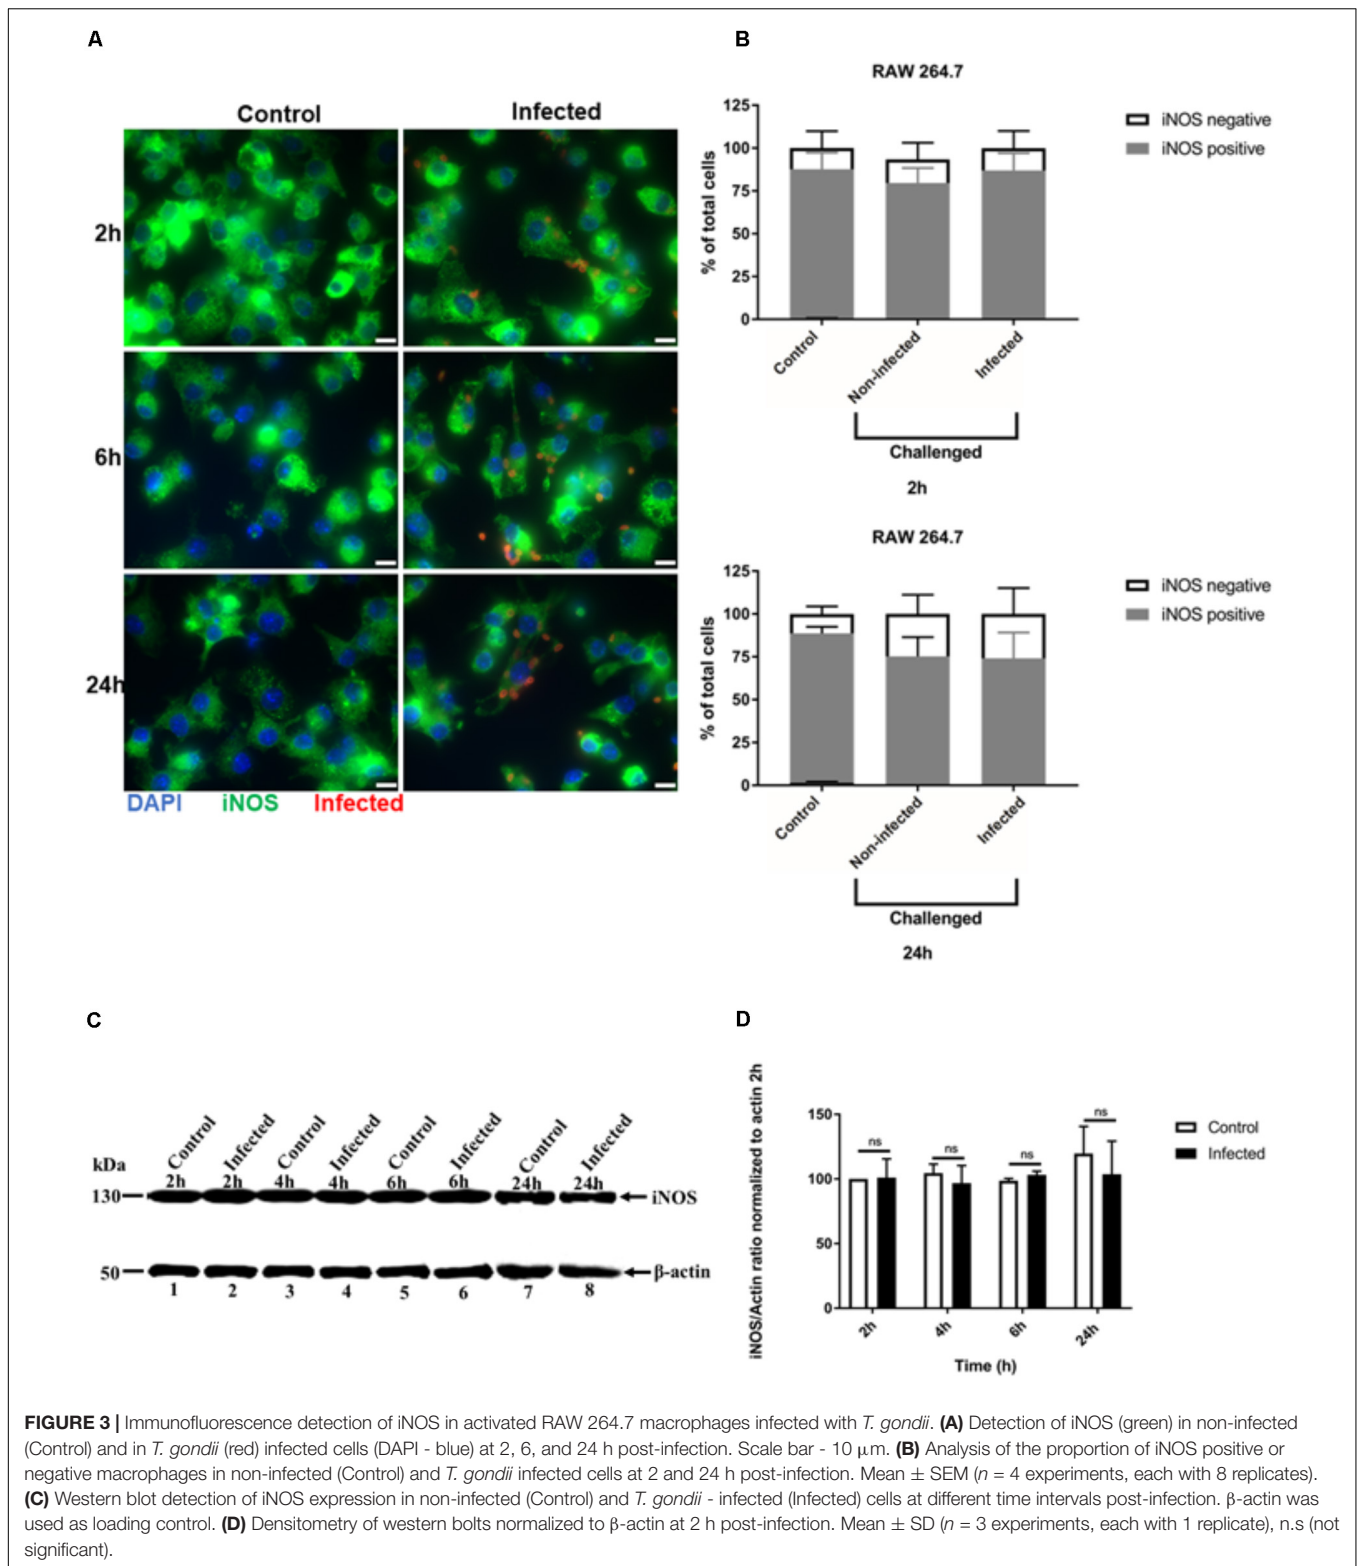 A
Control
Infected
2h
6h
24h
DAPI
iNOS
Infected
B
RAW 264.7
iNOS negative
iNOS positive
% of total cells
125
100
75
50
25
0
Control
Non-infected
Infected
Challenged
2h
RAW 264.7
iNOS negative
iNOS positive
% of total cells
125
100
75
50
25
0
Control
Non-infected
Infected
Challenged
24h
C
kDa
Control
Infected
Control
Infected
Control
Infected
Control
Infected
2h 2h 4h 4h 6h 6h 24h 24h
130
iNOS
50
β-actin
1 2 3 4 5 6 7 8
D
iNOS/Actin ratio normalized to actin 2h
150
100
50
0
ns
ns
ns
ns
Control
Infected
2h
4h
6h
24h
Time (h)
FIGURE 3 | Immunofluorescence detection of iNOS in activated RAW 264.7 macrophages infected with T. gondii. (A) Detection of iNOS (green) in non-infected
(Control) and in T. gondii (red) infected cells (DAPI - blue) at 2, 6, and 24 h post-infection. Scale bar - 10 μm. (B) Analysis of the proportion of iNOS positive or
negative macrophages in non-infected (Control) and T. gondii infected cells at 2 and 24 h post-infection. Mean ± SEM (n = 4 experiments, each with 8 replicates).
(C) Western blot detection of iNOS expression in non-infected (Control) and T. gondii - infected (Infected) cells at different time intervals post-infection. β-actin was
used as loading control. (D) Densitometry of western bolts normalized to β-actin at 2 h post-infection. Mean ± SD (n = 3 experiments, each with 1 replicate), n.s (not
significant).